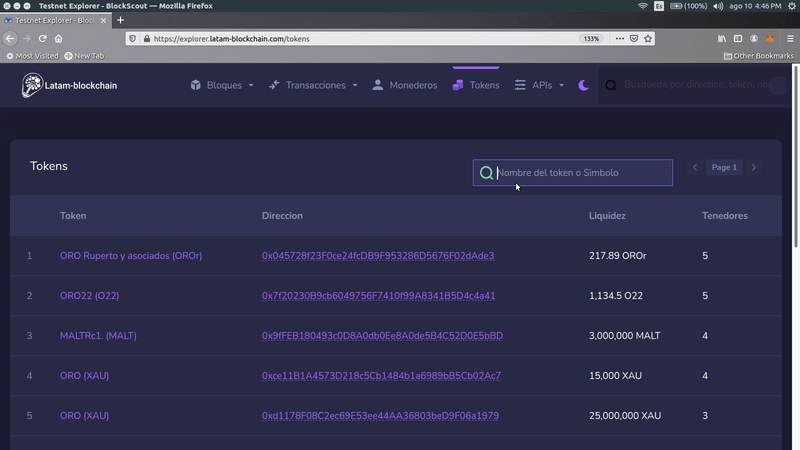 Testnet Explorer - BlockScout — Mozilla Firefox
Es (100%) ago 10 4:46 PM
Testnet Explorer - BlockSc
https://explorer.latam-blockchain.com/tokens 133%
Most Visited New Tab Other Bookmarks
Latam-blockchain Bloques Transacciones Monederos Tokens APIs Busqueda por direccion, token, nom
Tokens Nombre del token o Simbolo Page 1
Token Direccion Liquidez Tenedores
1 ORO Ruperto y asociados (OROr) 0x045728f23F0ce24fcDB9F953286D5676F02dAde3 217.89 OROr 5
2 ORO22 (O22) 0x7f20230B9cb6049756F7410f99A8341B5D4c4a41 1,134.5 O22 5
3 MALTRc1. (MALT) 0x9fFEB180493c0D8A0db0Ee8A0de5B4C52D0E5bBD 3,000,000 MALT 4
4 ORO (XAU) 0xce11B1A4573D218c5Cb1484b1a6989bB5Cb02Ac7 15,000 XAU 4
5 ORO (XAU) 0xd1178F08C2ec69E53ee44AA36803beD9F06a1979 25,000,000 XAU 3